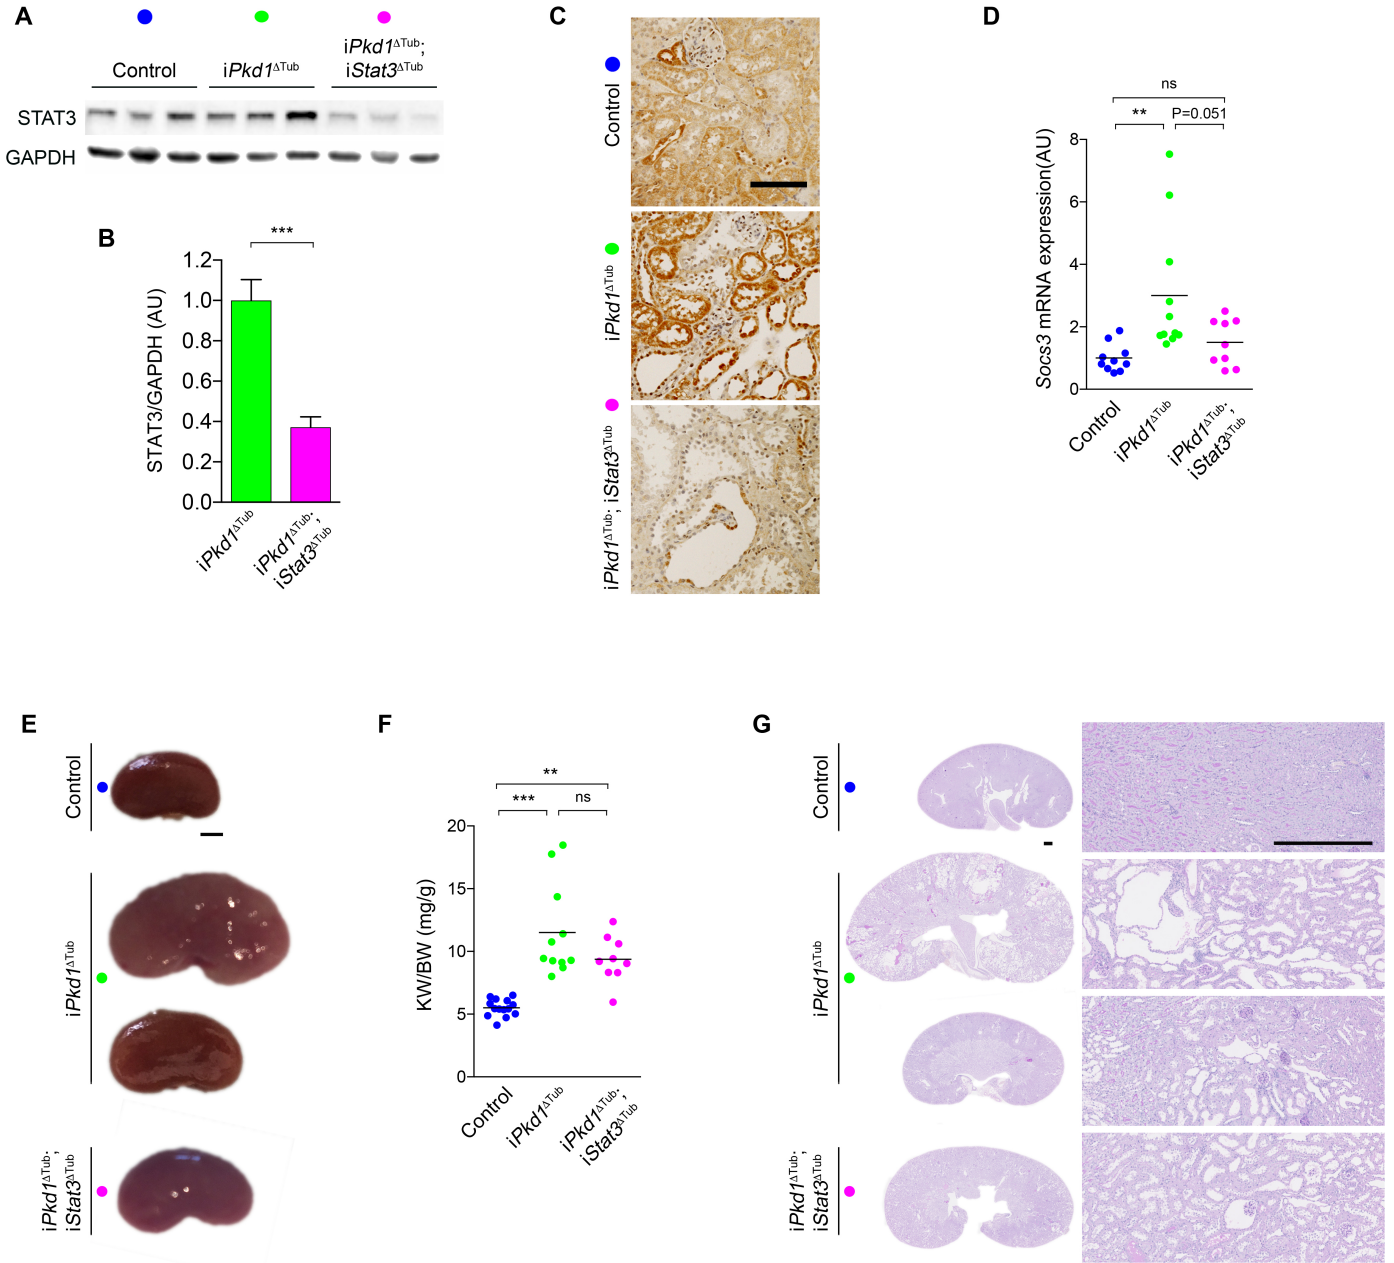 A
Control
iPkd1ΔTub
iPkd1ΔTub;
iStat3ΔTub
STAT3
GAPDH
B
***
STAT3/GAPDH (AU)
1.2
1.0
0.8
0.6
0.4
0.2
0.0
iPkd1ΔTub
iPkd1ΔTub;
iStat3ΔTub
C
Control
iPkd1ΔTub
iPkd1ΔTub; iStat3ΔTub
D
ns
**
P=0.051
Socs3 mRNA expression(AU)
8
6
4
2
0
Control
iPkd1ΔTub
iPkd1ΔTub;
iStat3ΔTub
E
Control
iPkd1ΔTub
iPkd1ΔTub;
iStat3ΔTub
F
**
***
ns
KW/BW (mg/g)
20
15
10
5
0
Control
iPkd1ΔTub
iPkd1ΔTub;
iStat3ΔTub
G
Control
iPkd1ΔTub
iPkd1ΔTub;
iStat3ΔTub